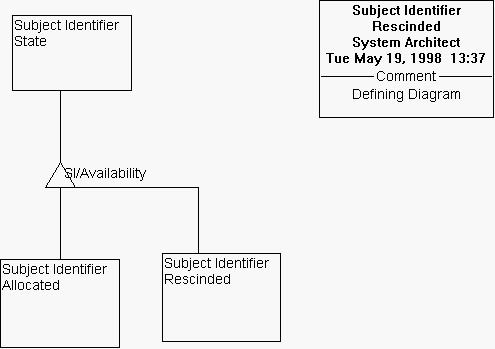 Subject Identifier
State
Subject Identifier
Rescinded
System Architect
Tue May 19, 1998  13:37
Comment
Defining Diagram
SI/Availability
Subject Identifier
Allocated
Subject Identifier
Rescinded